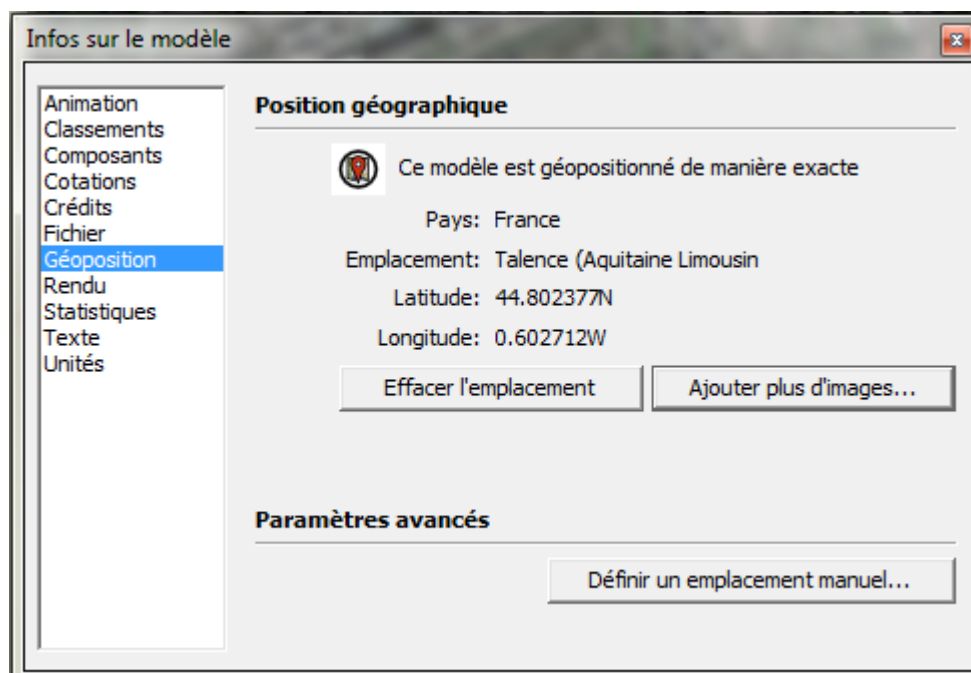 Infos sur le modèle
Animation
Classements
Composants
Cotations
Crédits
Fichier
Géoposition
Rendu
Statistiques
Texte
Unités
Position géographique
Ce modèle est géopositionné de manière exacte
Pays: France
Emplacement: Talence (Aquitaine Limousin
Latitude: 44.802377N
Longitude: 0.602712W
Effacer l'emplacement Ajouter plus d'images...
Paramètres avancés
Définir un emplacement manuel...